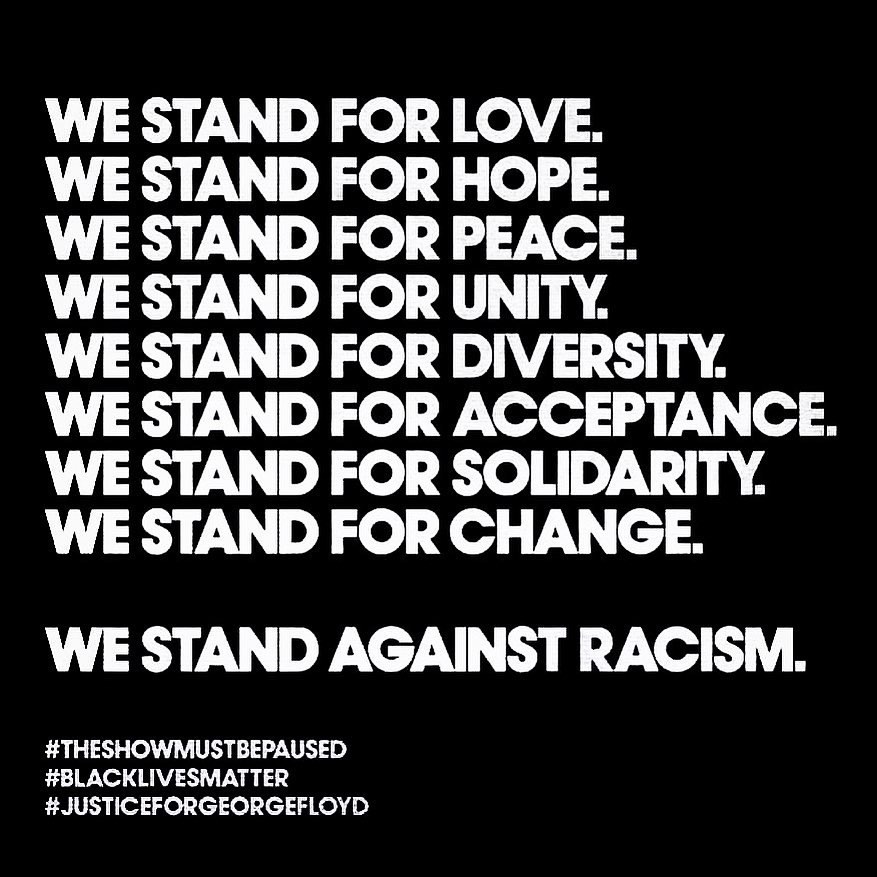 WE STAND FOR LOVE.
WE STAND FOR HOPE.
WE STAND FOR PEACE.
WE STAND FOR UNITY.
WE STAND FOR DIVERSITY.
WE STAND FOR ACCEPTANCE.
WE STAND FOR SOLIDARITY.
WE STAND FOR CHANGE.
WE STAND AGAINST RACISM.
#THESHOWMUSTBEPAUSED
#BLACKLIVESMATTER
#JUSTICEFORGEORGEFLOYD